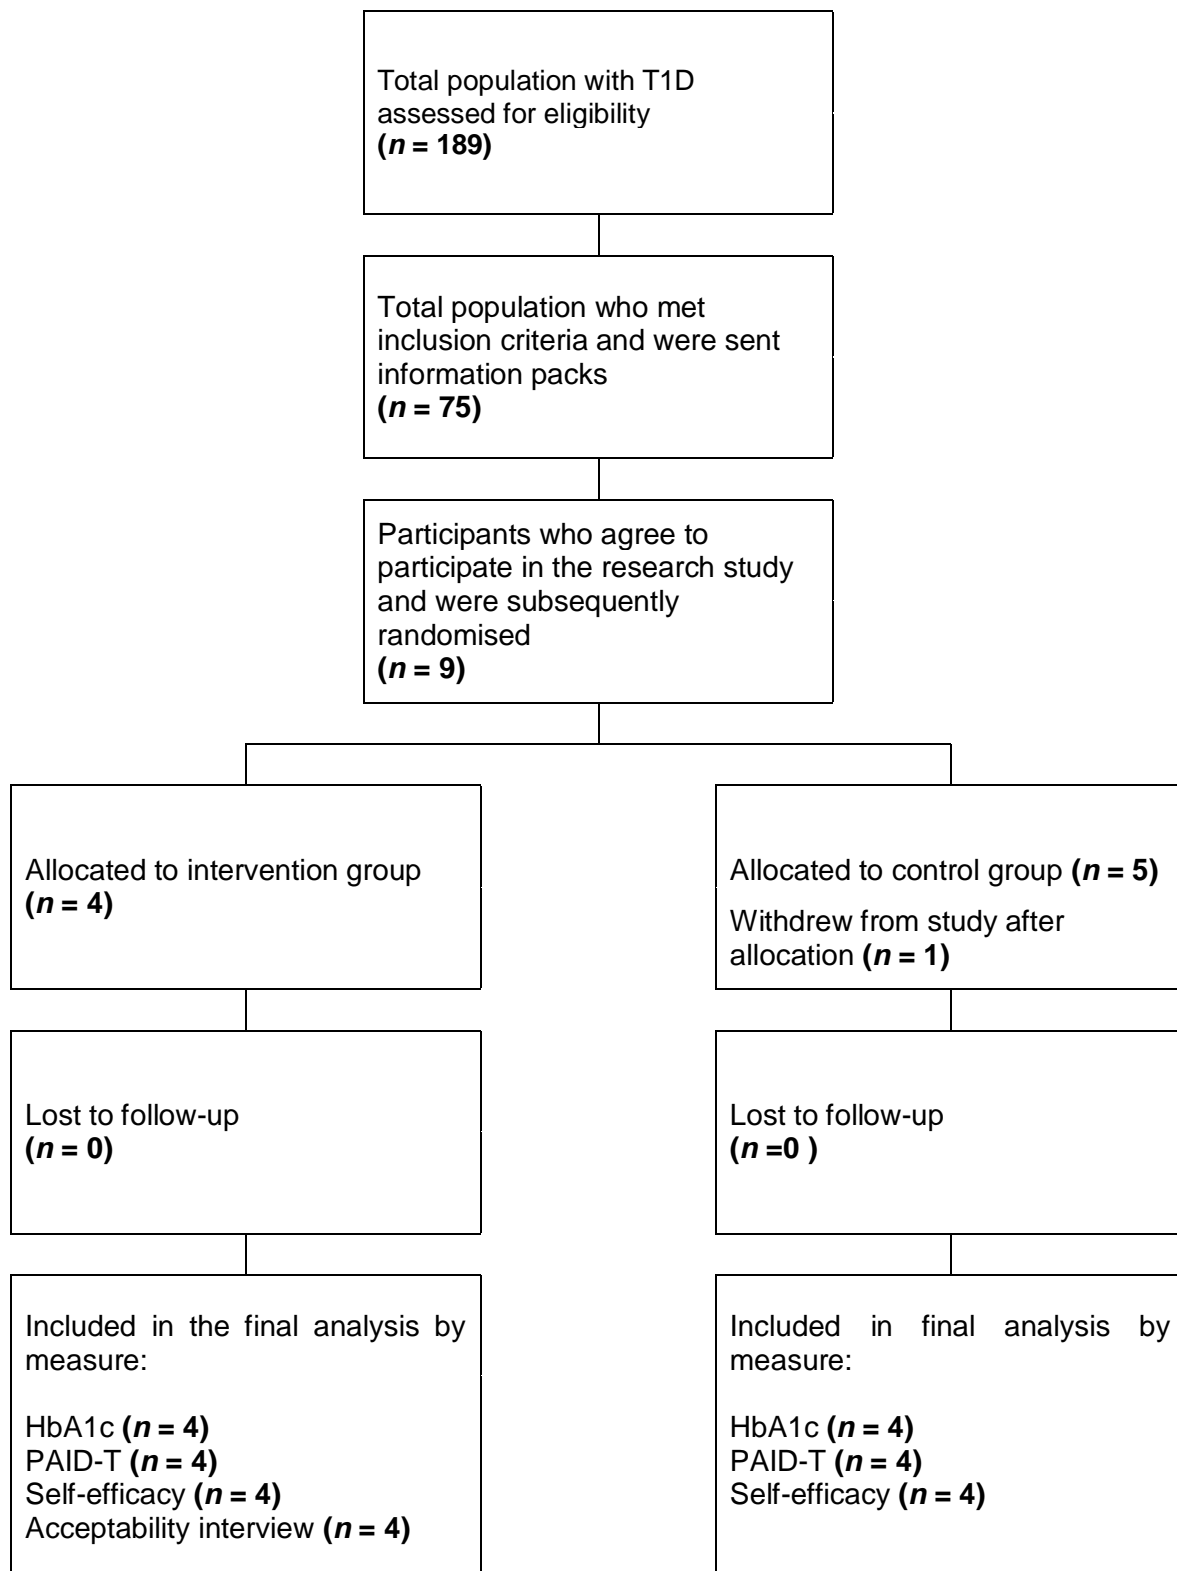 Total population with T1D
assessed for eligibility
(n = 189)
Total population who met
inclusion criteria and were sent
information packs
(n = 75)
Participants who agree to
participate in the research study
and were subsequently
randomised
(n = 9)
Allocated to intervention group
(n = 4)
Allocated to control group (n = 5)
Withdrew from study after
allocation (n = 1)
Lost to follow-up
(n = 0)
Lost to follow-up
(n =0 )
Included in the final analysis by
measure:
HbA1c (n = 4)
PAID-T (n = 4)
Self-efficacy (n = 4)
Acceptability interview (n = 4)
Included in final analysis by
measure:
HbA1c (n = 4)
PAID-T (n = 4)
Self-efficacy (n = 4)